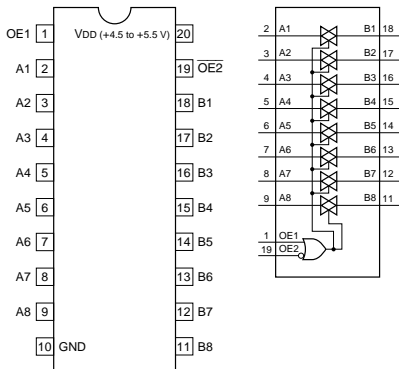 OE1 1 VDD (+4.5 to +5.5 V) 20
A1 2 19 OE2
A2 3 18 B1
A3 4 17 B2
A4 5 16 B3
A5 6 15 B4
A6 7 14 B5
A7 8 13 B6
A8 9 12 B7
10 GND 11 B8
2 A1 B1 18
3 A2 B2 17
4 A3 B3 16
5 A4 B4 15
6 A5 B5 14
7 A6 B6 13
8 A7 B7 12
9 A8 B8 11
1 OE1
19 OE2